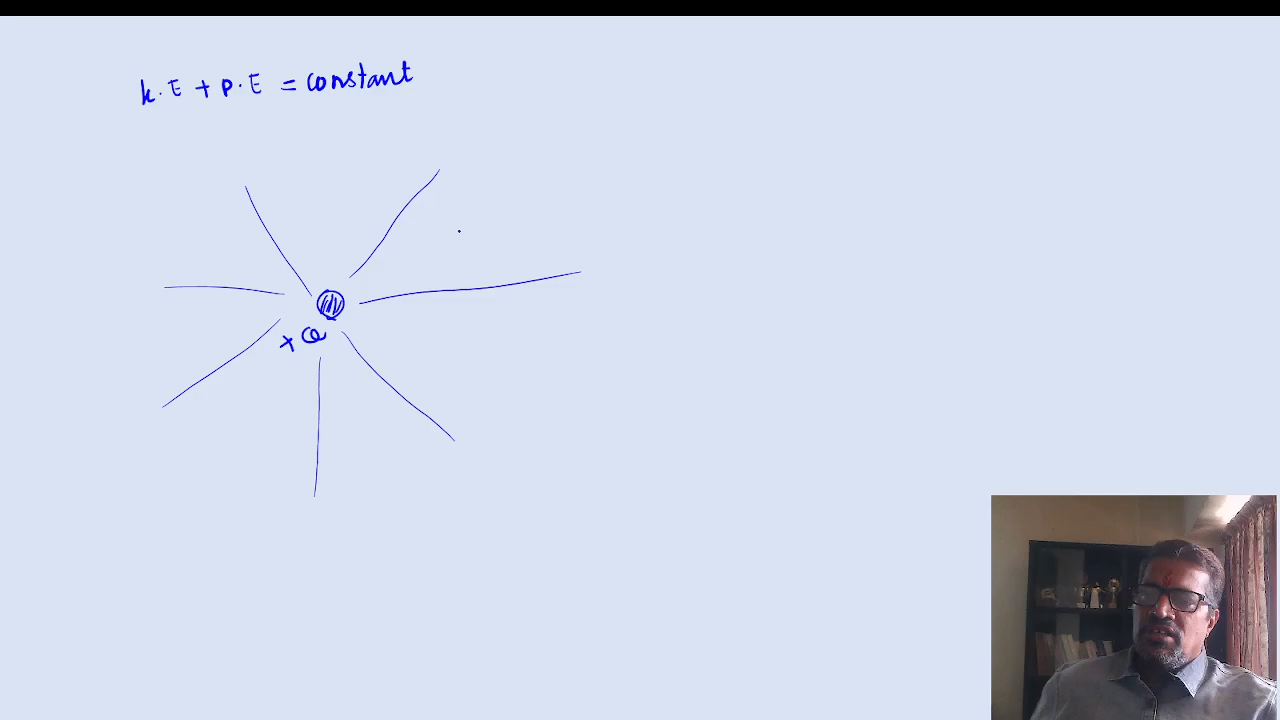 k.E + p.E = constant
+Q